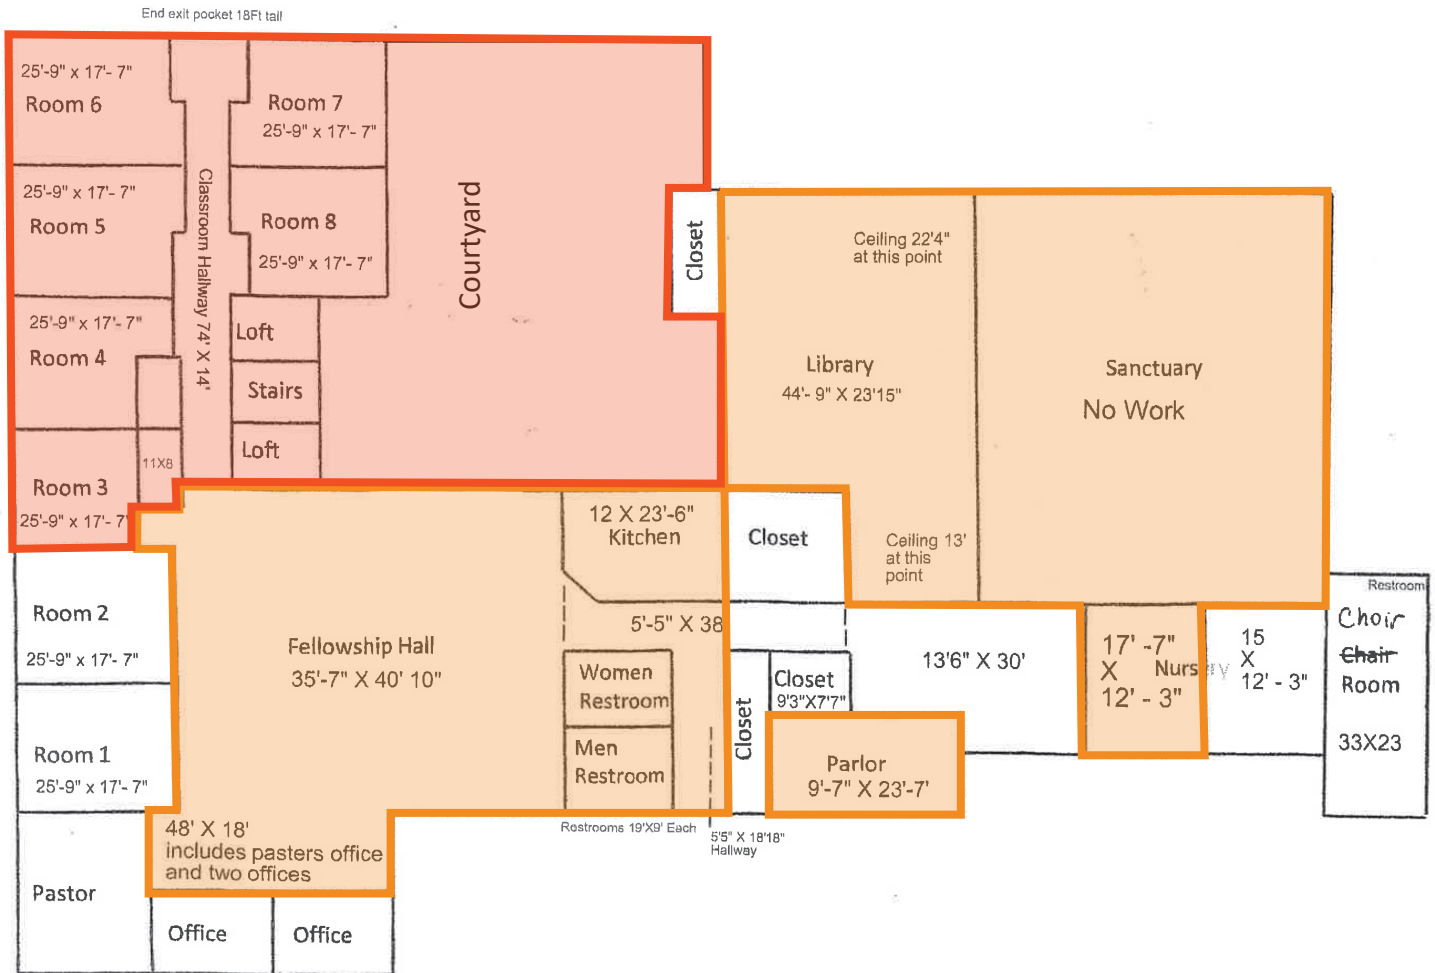 End exit pocket 18Ft tall
25'-9" x 17'- 7"
Room 6
Room 7
25'-9" x 17'- 7"
Classroom Hallway 74' X 14'
25'-9" x 17'- 7"
Room 5
Room 8
25'-9" x 17'- 7"
Courtyard
Closet
Ceiling 22'4"
at this point
25'-9" x 17'- 7"
Room 4
Loft
Stairs
Loft
Library
44'- 9" X 23'15"
Sanctuary
No Work
11X8
Room 3
25'-9" x 17'- 7'
12 X 23'-6"
Kitchen
Closet
Ceiling 13'
at this
point
Restroom
Choir
Chair
Room
33X23
Room 2
25'-9" x 17'- 7"
Fellowship Hall
35'-7" X 40' 10"
5'-5" X 38
Women
Restroom
Men
Restroom
Closet
9'3"X7'7"
Closet
13'6" X 30'
17' -7"
X
12' - 3"
Nursery
15
X
12' - 3"
Room 1
25'-9" x 17'- 7"
Parlor
9'-7" X 23'-7'
48' X 18'
includes pasters office
and two offices
Restrooms 19'X9' Each
5'5" X 18'18"
Hallway
Pastor
Office
Office